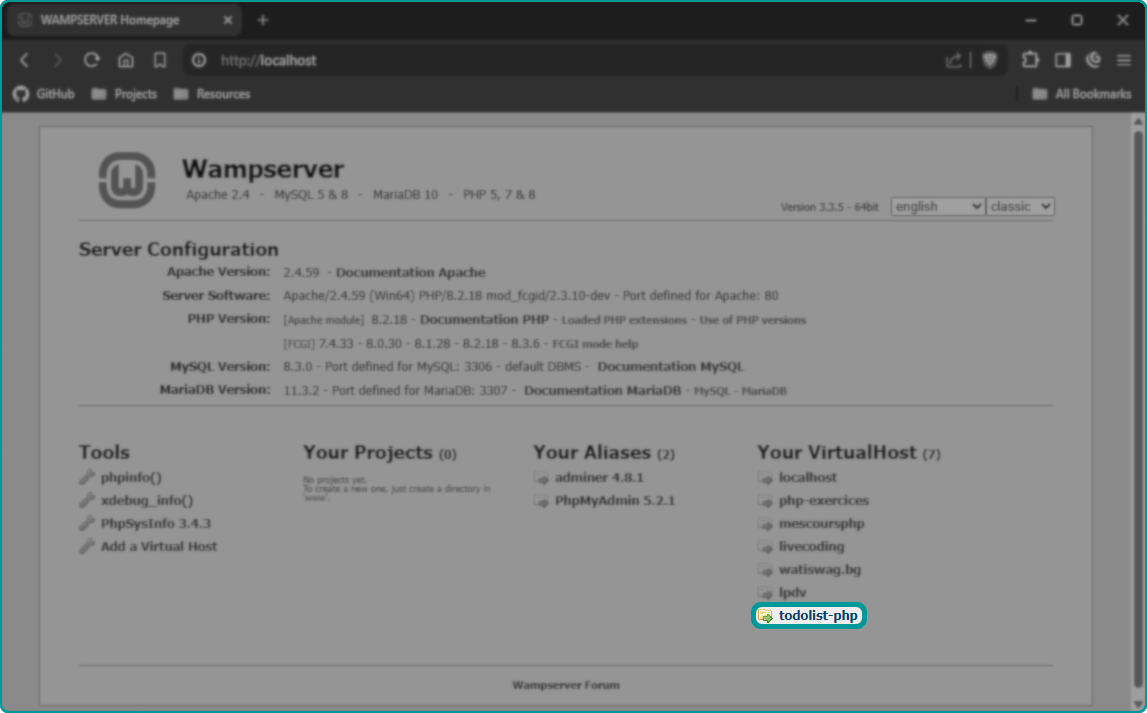 WAMPSERVER Homepage
http://localhost
GitHub Projects Resources All Bookmarks
Wampserver
Apache 2.4 - MySQL 5 & 8 - MariaDB 10 - PHP 5, 7 & 8
Version 3.3.5 - 64bit english classic
Server Configuration
Apache Version: 2.4.59 - Documentation Apache
Server Software: Apache/2.4.59 (Win64) PHP/8.2.18 mod_fcgid/2.3.10-dev - Port defined for Apache: 80
PHP Version: [Apache module] 8.2.18 - Documentation PHP - Loaded PHP extensions - Use of PHP versions
[FCGI] 7.4.33 - 8.0.30 - 8.1.28 - 8.2.18 - 8.3.6 - FCGI mode help
MySQL Version: 8.3.0 - Port defined for MySQL: 3306 - default DBMS - Documentation MySQL
MariaDB Version: 11.3.2 - Port defined for MariaDB: 3307 - Documentation MariaDB - MySQL - MariaDB
Tools
phpinfo()
xdebug_info()
PhpSysInfo 3.4.3
Add a Virtual Host
Your Projects (0)
No projects yet.
To create a new one, just create a directory in
'www'.
Your Aliases (2)
adminer 4.8.1
PhpMyAdmin 5.2.1
Your VirtualHost (7)
localhost
php-exercices
mescoursphp
livecoding
watiswag.bg
lpdv
todolist-php
Wampserver Forum